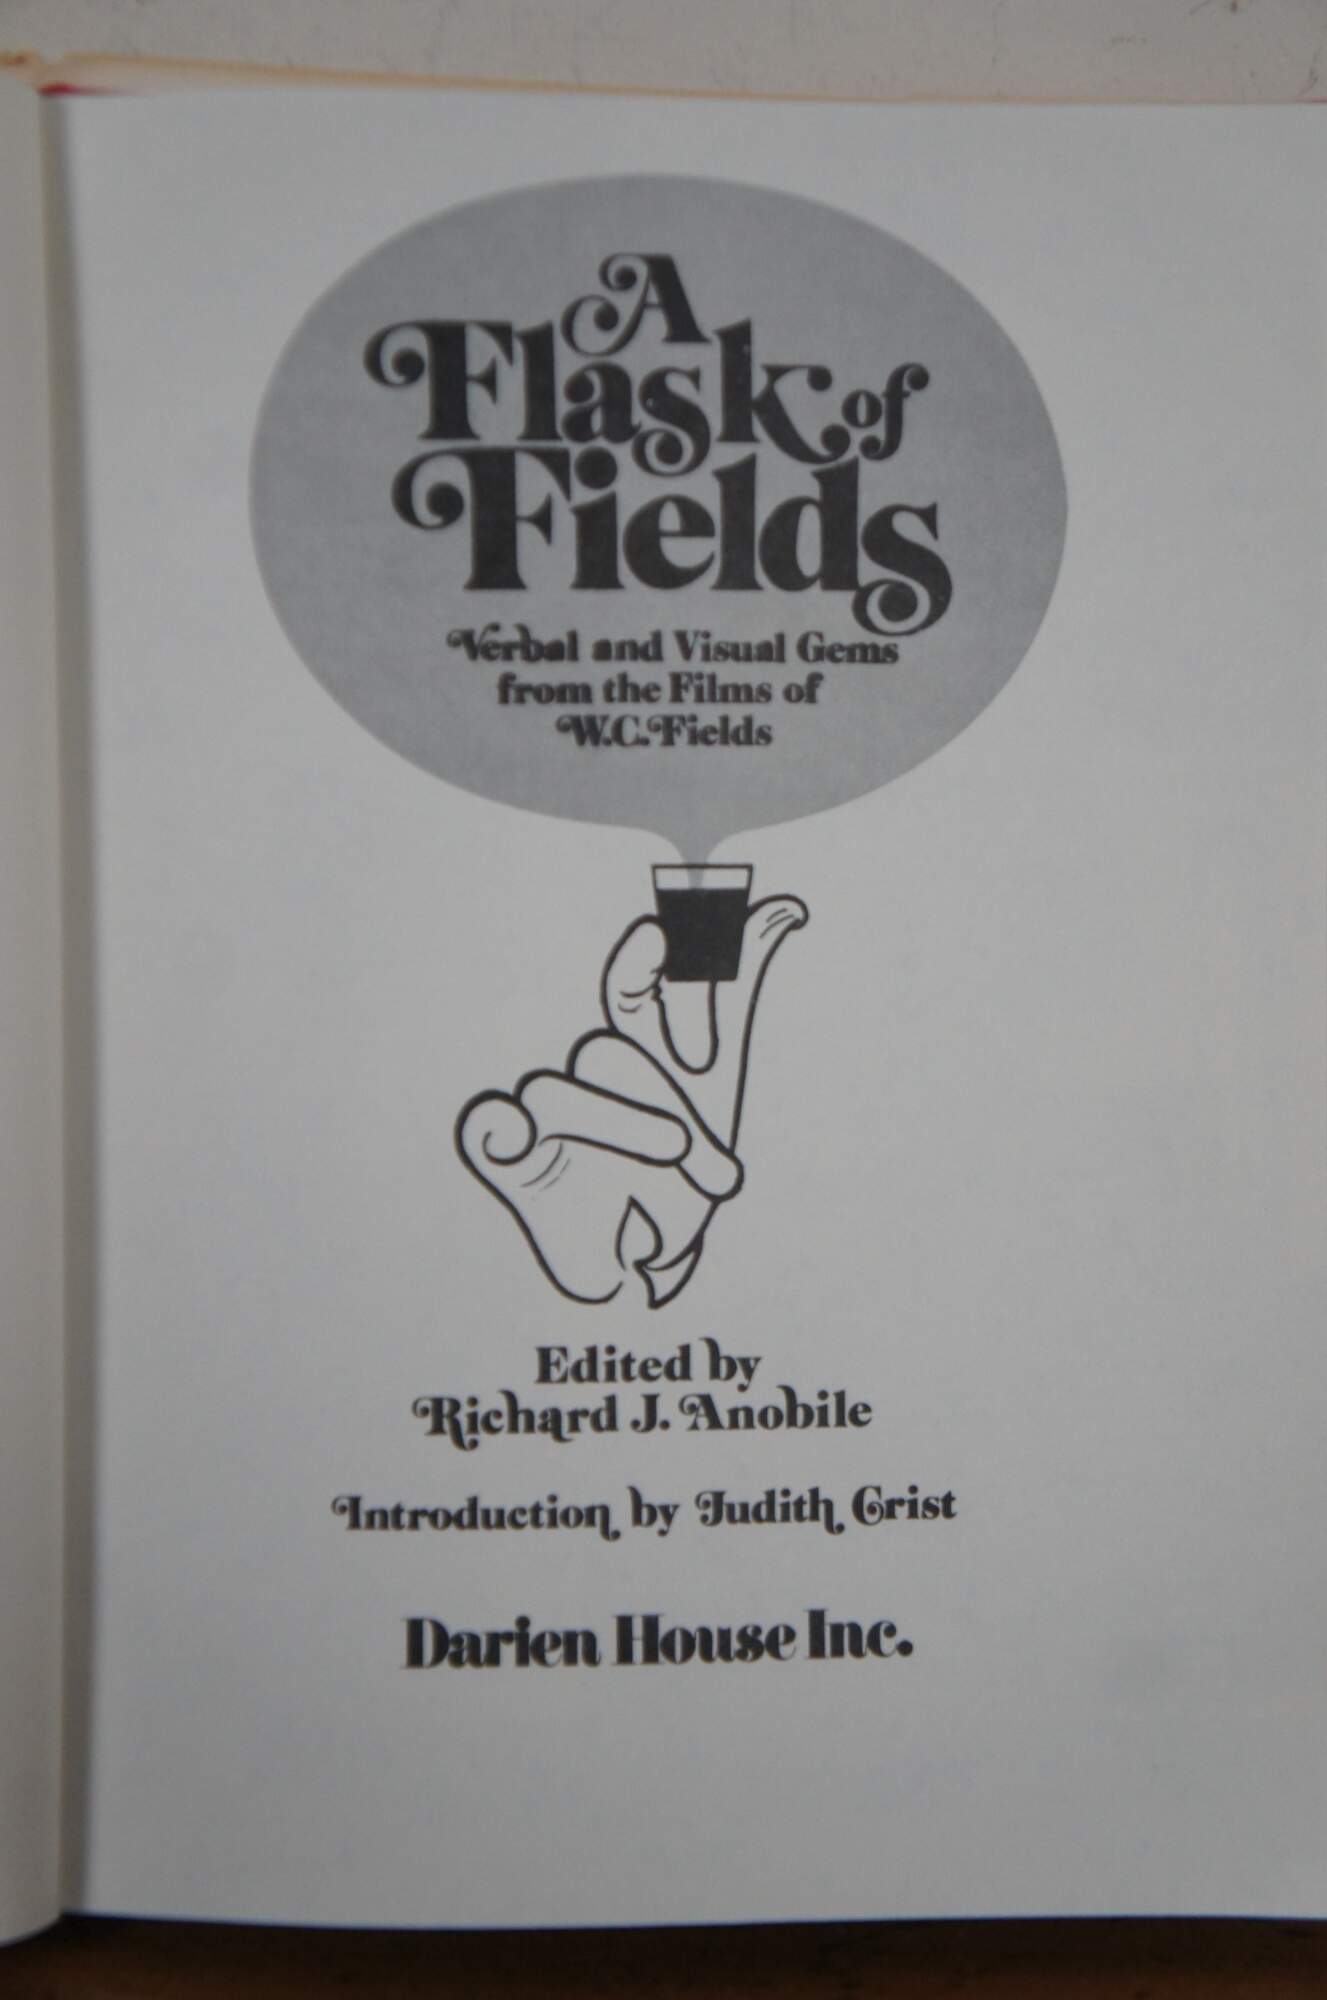 A
Flask of
Fields
Verbal and Visual Gems
from the Films of
W.C. Fields
Edited by
Richard J. Anobile
Introduction by Judith Crist
Darien House Inc.